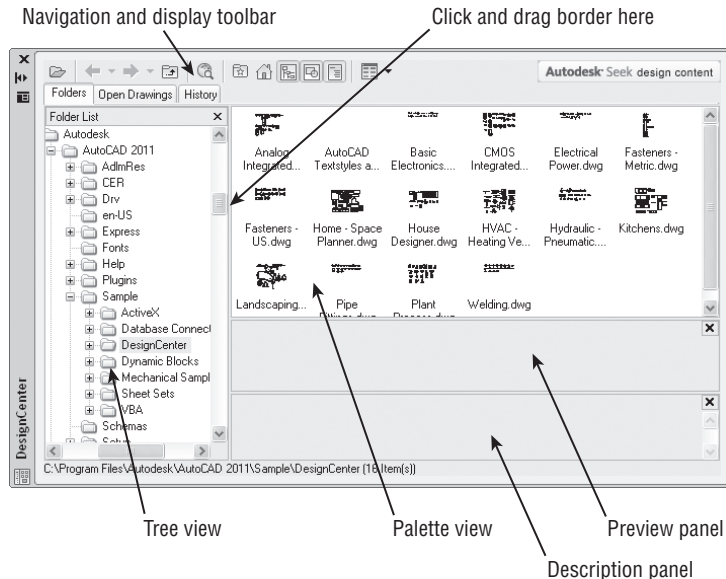 Navigation and display toolbar
Click and drag border here
Autodesk Seek design content
Folders
Open Drawings
History
Folder List
Autodesk
AutoCAD 2011
AdlmRes
CER
Drv
en-US
Express
Fonts
Help
Plugins
Sample
ActiveX
Database Connect
DesignCenter
Dynamic Blocks
Mechanical Sampl
Sheet Sets
VBA
Schemas
Setup
Analog
Integrated...
AutoCAD
Textstyles a...
Basic
Electronics....
CMOS
Integrated...
Electrical
Power.dwg
Fasteners -
Metric.dwg
Fasteners -
US.dwg
Home - Space
Planner.dwg
House
Designer.dwg
HVAC -
Heating Ve...
Hydraulic -
Pneumatic....
Kitchens.dwg
Landscaping...
Pipe
Fittings.dwg
Plant
Process.dwg
Welding.dwg
DesignCenter
C:\Program Files\Autodesk\AutoCAD 2011\Sample\DesignCenter (16 Item(s))
Tree view
Palette view
Preview panel
Description panel